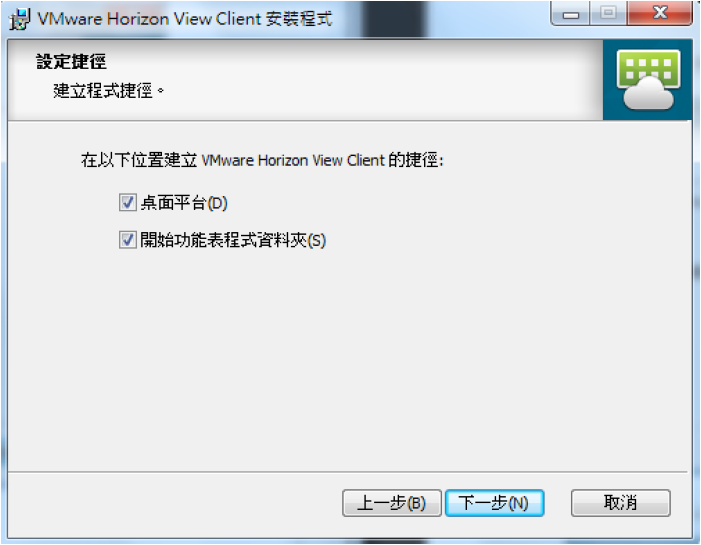 VMware Horizon View Client 安裝程式
設定捷徑
建立程式捷徑。
在以下位置建立 VMware Horizon View Client 的捷徑:
桌面平台(D)
開始功能表程式資料夾(S)
上一步(B) 下一步(N) 取消